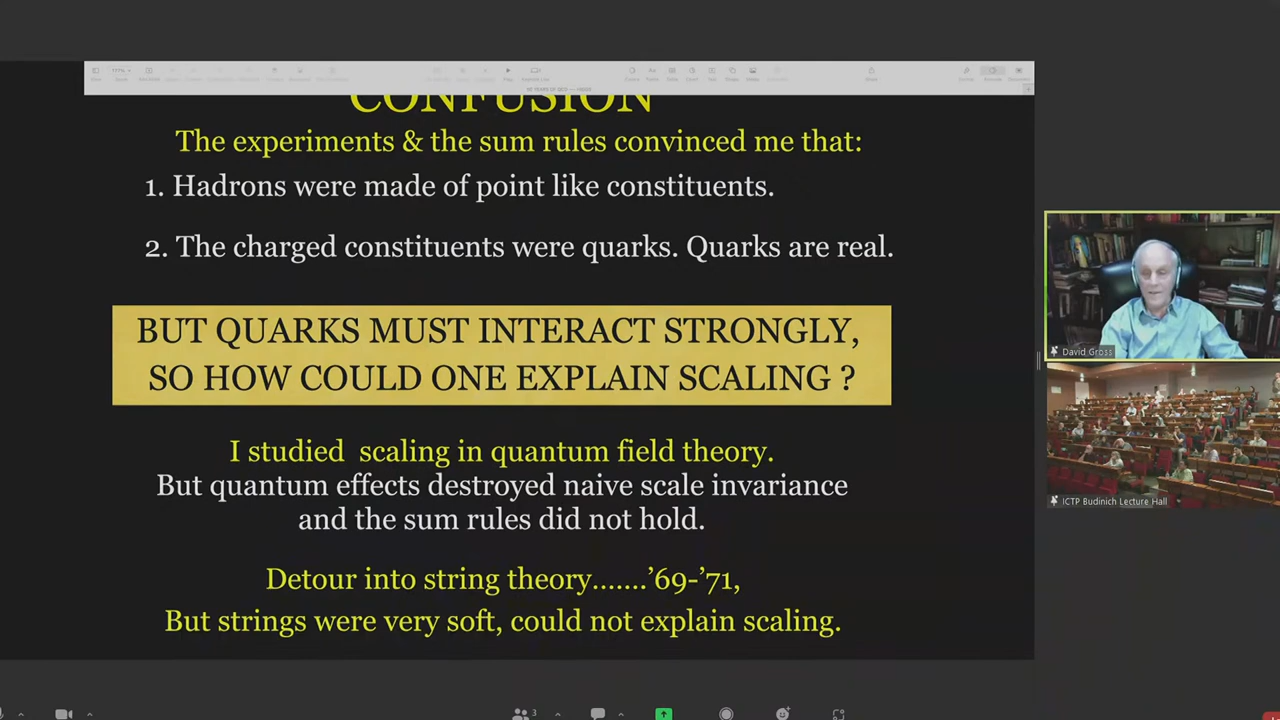 CONFUSION
The experiments & the sum rules convinced me that:
1. Hadrons were made of point like constituents.
2. The charged constituents were quarks. Quarks are real.
BUT QUARKS MUST INTERACT STRONGLY,
SO HOW COULD ONE EXPLAIN SCALING ?
I studied scaling in quantum field theory.
But quantum effects destroyed naive scale invariance
and the sum rules did not hold.
Detour into string theory.......’69-’71,
But strings were very soft, could not explain scaling.
David Gross
ICTP Budinich Lecture Hall
3